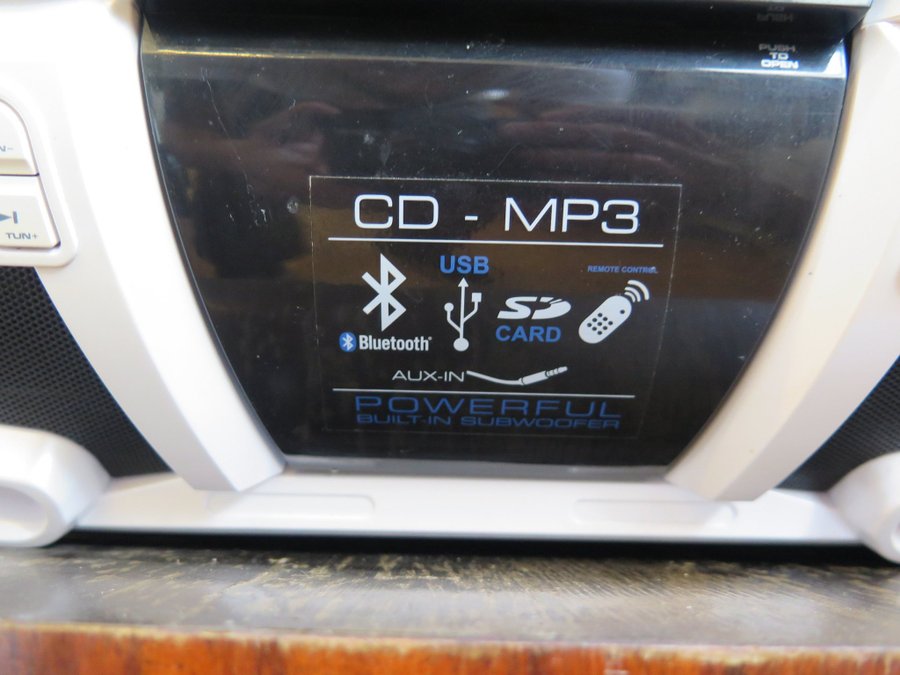 PUSH
TO
OPEN
TUN+
CD - MP3
USB
REMOTE CONTROL
SD
CARD
Bluetooth
AUX-IN
POWERFUL
BUILT-IN SUBWOOFER